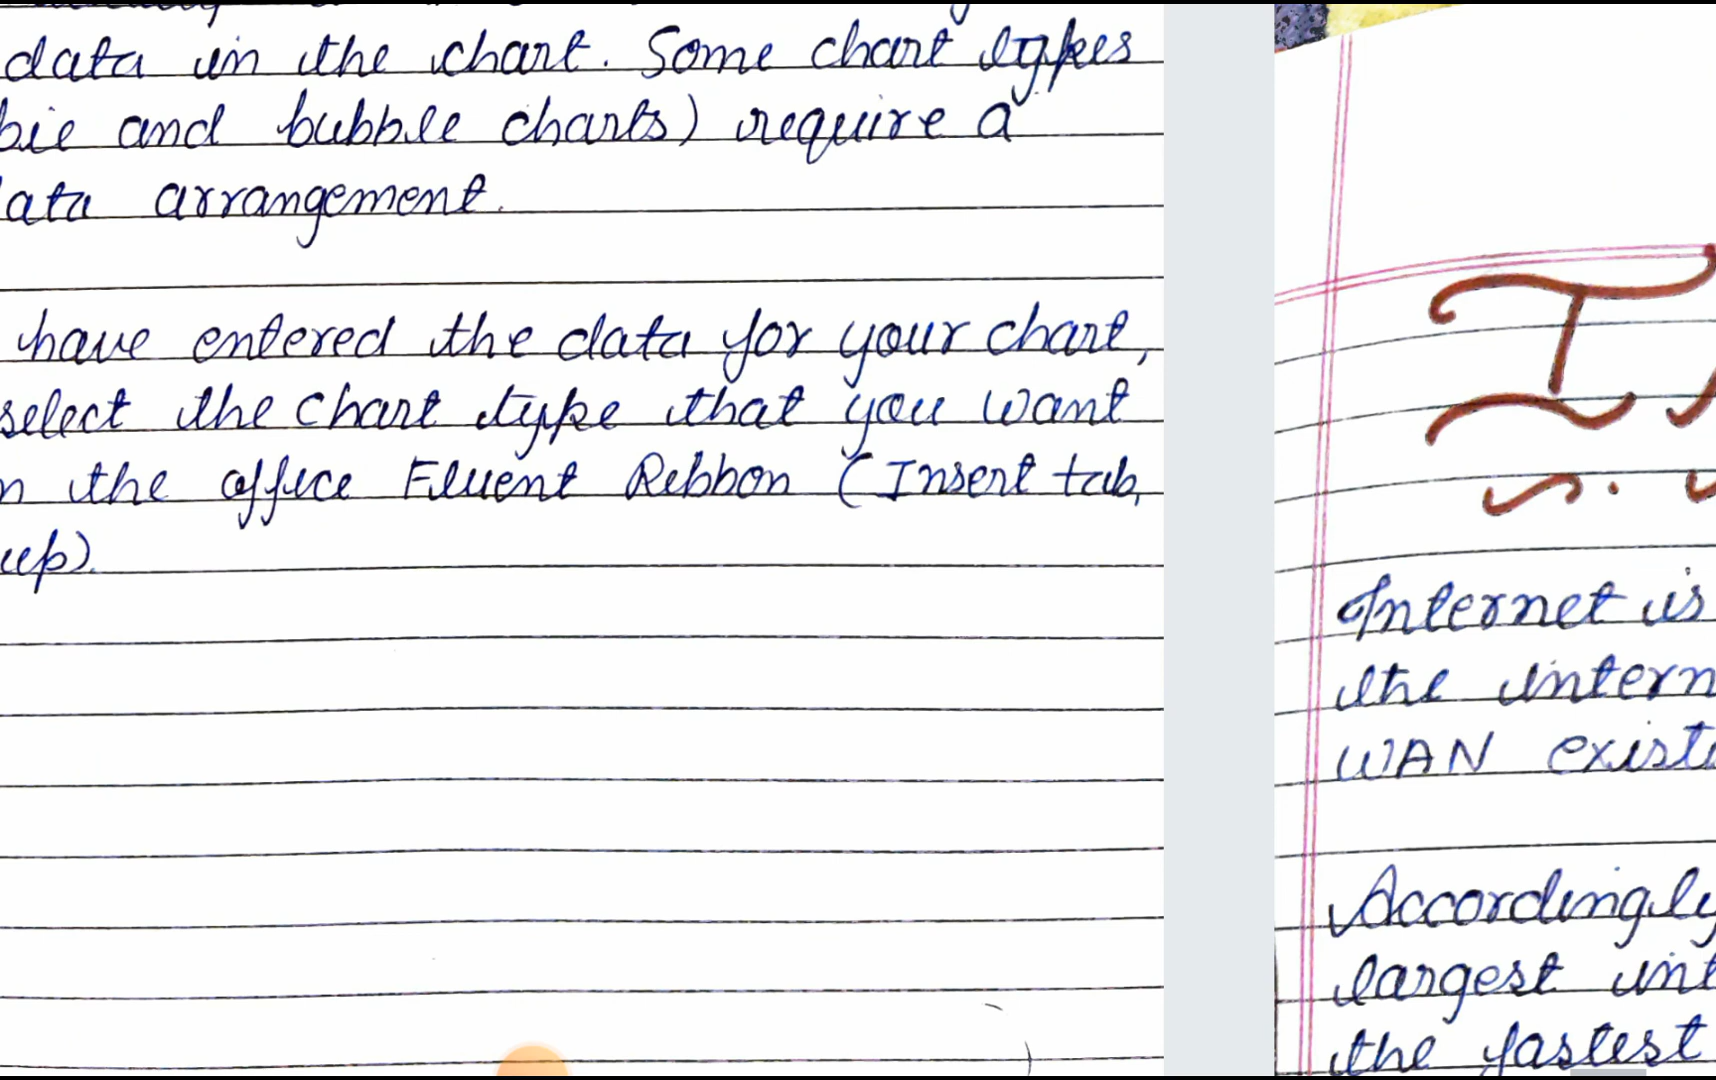 data in the chart. Some chart types
pie and bubble charts) require a
ata arrangement.
have entered the data for your chart,
select the chart type that you want
n the office Fluent Ribbon (Insert tab,
up).
Internet is
the intern
WAN exist
Accordingly
largest int
the fastest